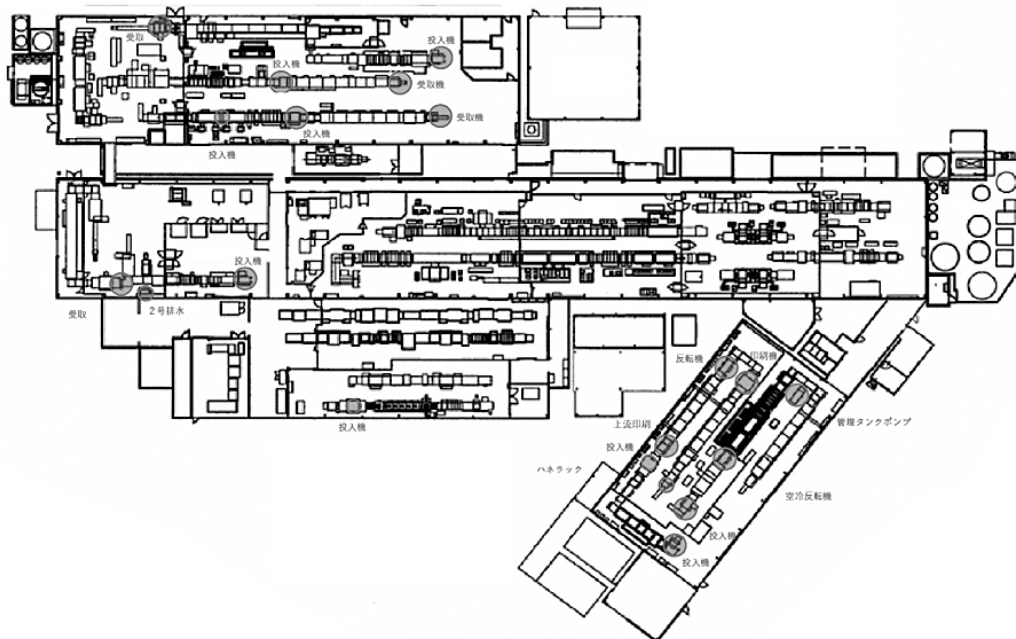 受取
投入機
投入機
受取機
受取機
投入機
投入機
投入機
受取
2号排水
投入機
反転機
印刷機
上流印刷
投入機
ハネラック
管理タンクポンプ
空冷反転機
投入機
投入機